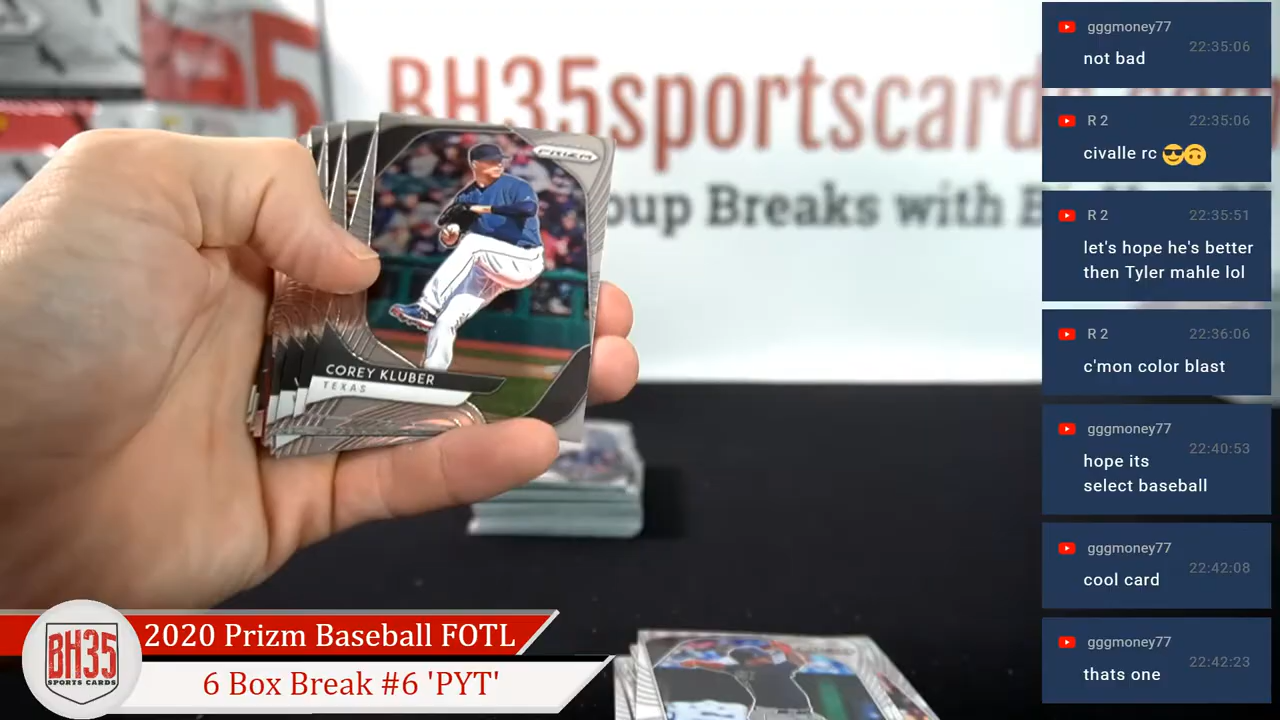 BH35sportscards
oup Breaks with B
PRIZM
COREY KLUBER
TEXAS
BH35
SPORTS CARDS
2020 Prizm Baseball FOTL
6 Box Break #6 'PYT'
gggmoney77
22:35:06
not bad
R 2
22:35:06
civalle rc 😎🙃
R 2
22:35:51
let's hope he's better
then Tyler mahle lol
R 2
22:36:06
c'mon color blast
gggmoney77
22:40:53
hope its
select baseball
gggmoney77
22:42:08
cool card
gggmoney77
22:42:23
thats one